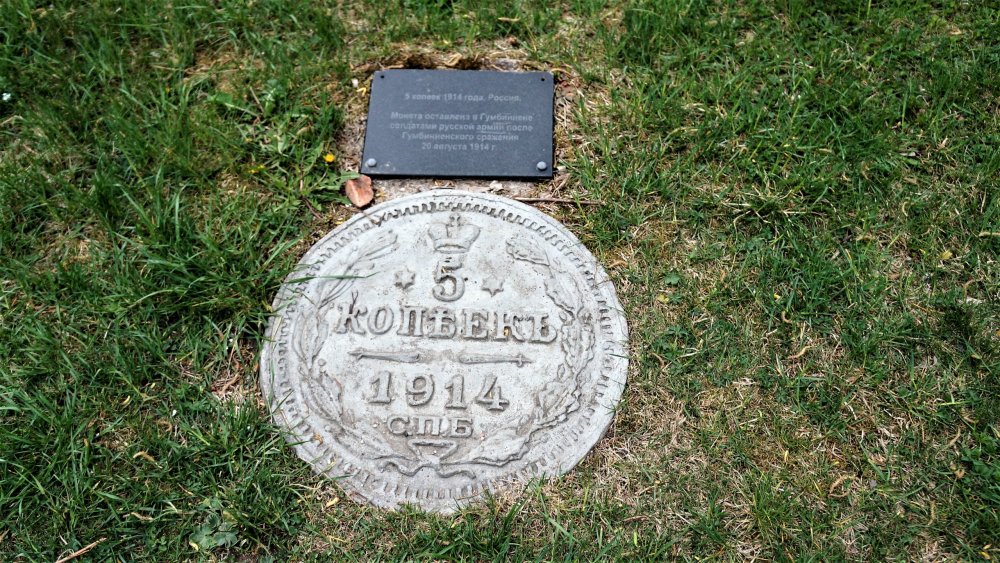 5 копеек 1914 года. Россия.
Монета оставлена в Гумбиннене
солдатами русской армии после
Гумбинненского сражения
20 августа 1914 г.
5
КОПѢЕКЪ
1914
С.П.Б